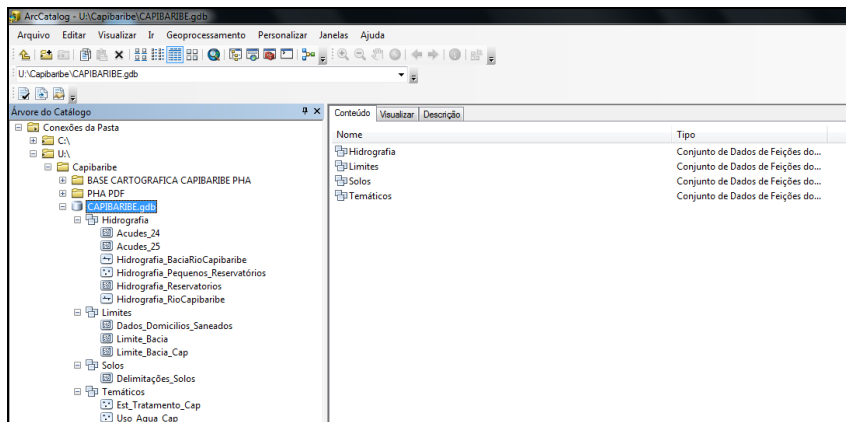 ArcCatalog - U:\Capibaribe\CAPIBARIBE.gdb
Arquivo Editar Visualizar Ir Geoprocessamento Personalizar Janelas Ajuda
U:\Capibaribe\CAPIBARIBE.gdb
Árvore do Catálogo
Conexões da Pasta
C:\
U:\
Capibaribe
BASE CARTOGRAFICA CAPIBARIBE PHA
PHA PDF
CAPIBARIBE.gdb
Hidrografia
Acudes_24
Acudes_25
Hidrografia_BaciaRioCapibaribe
Hidrografia_Pequenos_Reservatórios
Hidrografia_Reservatorios
Hidrografia_RioCapibaribe
Limites
Dados_Domicilios_Saneados
Limite_Bacia
Limite_Bacia_Cap
Solos
Delimitações_Solos
Temáticos
Est_Tratamento_Cap
Uso_Agua_Cap
Conteúdo Visualizar Descrição
Nome Tipo
Hidrografia Conjunto de Dados de Feições do...
Limites Conjunto de Dados de Feições do...
Solos Conjunto de Dados de Feições do...
Temáticos Conjunto de Dados de Feições do...